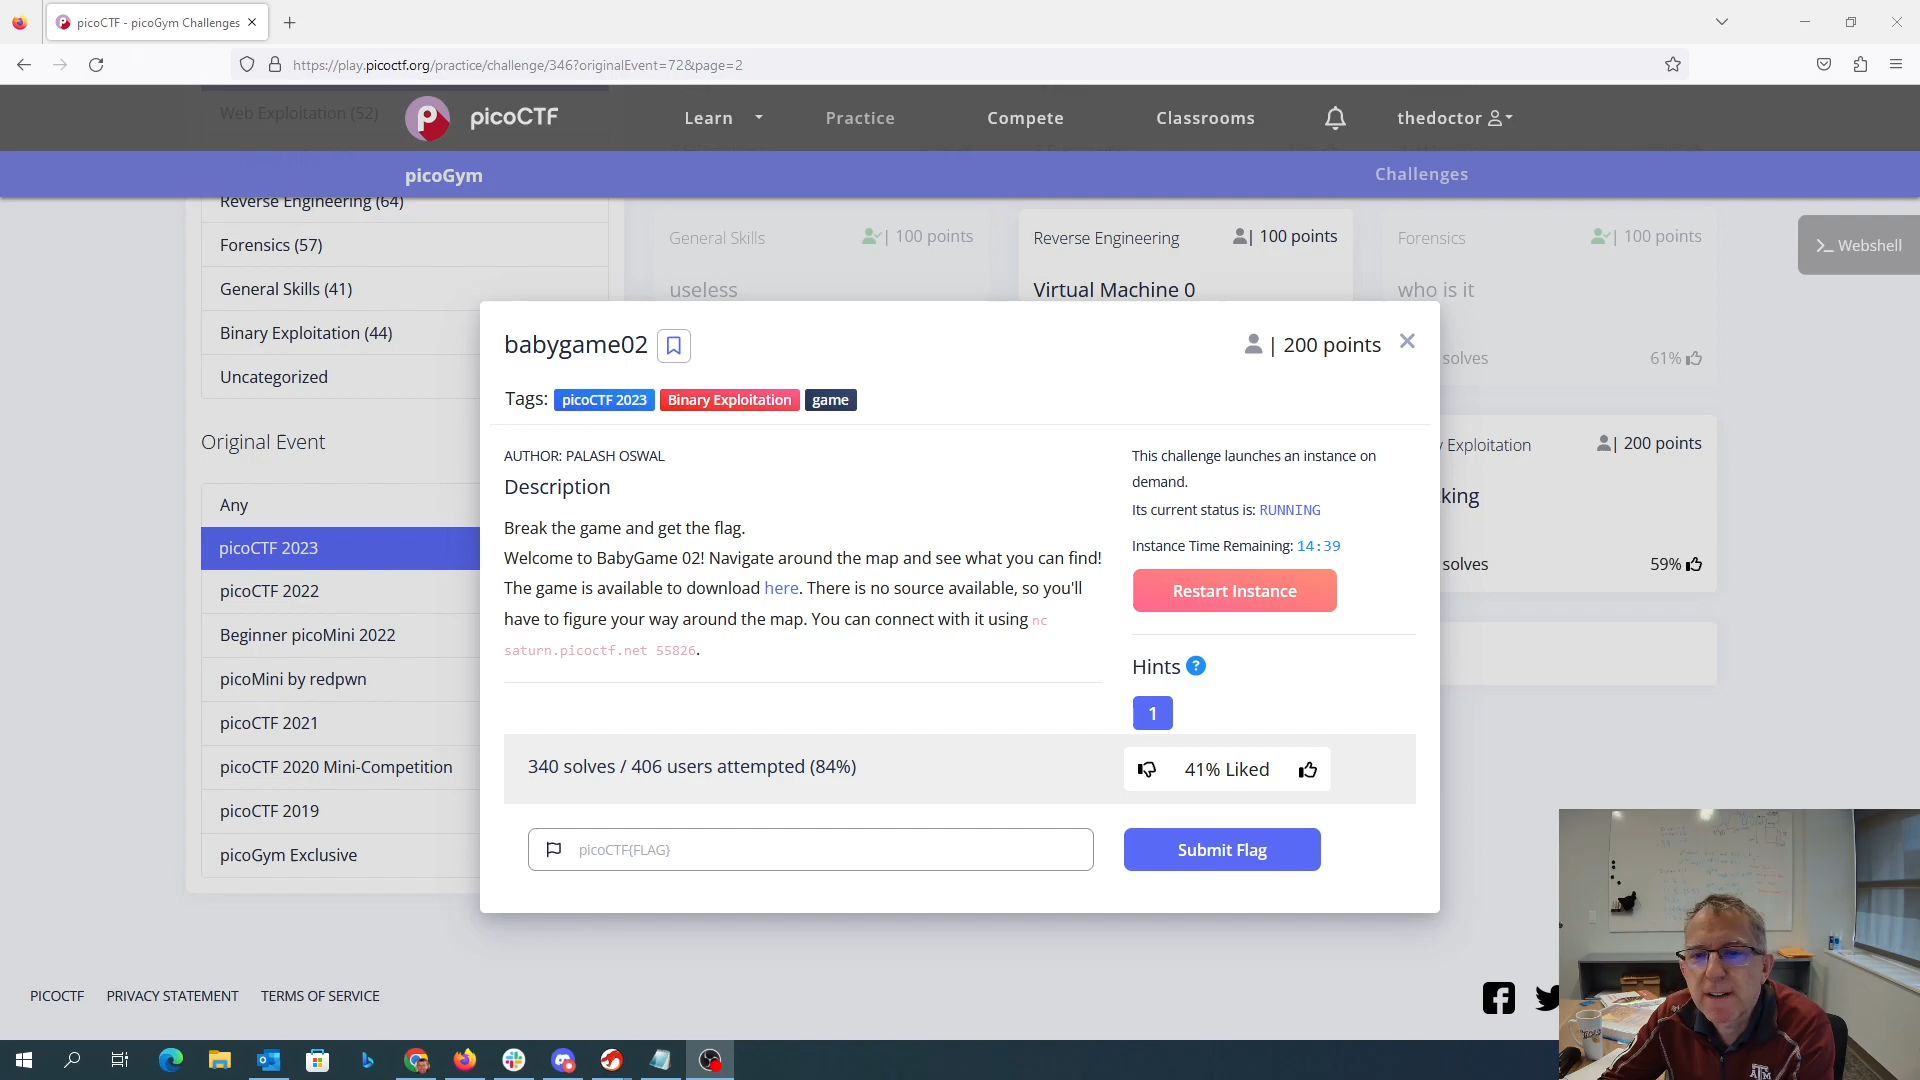 picoCTF - picoGym Challenges
https://play.picoctf.org/practice/challenge/346?originalEvent=72&page=2
Web Exploitation (52)
picoCTF
Learn
Practice
Compete
Classrooms
thedoctor
picoGym
Challenges
Reverse Engineering (64)
Forensics (57)
General Skills (41)
Binary Exploitation (44)
Uncategorized
Original Event
Any
picoCTF 2023
picoCTF 2022
Beginner picoMini 2022
picoMini by redpwn
picoCTF 2021
picoCTF 2020 Mini-Competition
picoCTF 2019
picoGym Exclusive
General Skills | 100 points
useless
Reverse Engineering | 100 points
Virtual Machine 0
Forensics | 100 points
who is it
solves 61%
Exploitation | 200 points
king
solves 59%
>_ Webshell
babygame02
| 200 points
Tags: picoCTF 2023 Binary Exploitation game
AUTHOR: PALASH OSWAL
Description
Break the game and get the flag.
Welcome to BabyGame 02! Navigate around the map and see what you can find!
The game is available to download here. There is no source available, so you'll
have to figure your way around the map. You can connect with it using nc
saturn.picoctf.net 55826.
This challenge launches an instance on
demand.
Its current status is: RUNNING
Instance Time Remaining: 14:39
Restart Instance
Hints ?
1
340 solves / 406 users attempted (84%)
41% Liked
picoCTF{FLAG}
Submit Flag
PICOCTF PRIVACY STATEMENT TERMS OF SERVICE
ATM